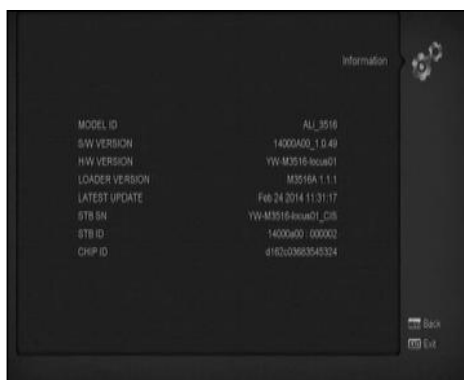 Information
MODEL ID ALi_3516
S/W VERSION 14000A00_1.0.49
H/W VERSION YW-M3516-locus01
LOADER VERSION M3516A 1.1.1
LATEST UPDATE Feb 24 2014 11:31:17
STB SN YW-M3516-locus01_CIS
STB ID 14000a00 : 000002
CHIP ID d162c03683545324
Back
EXIT Exit